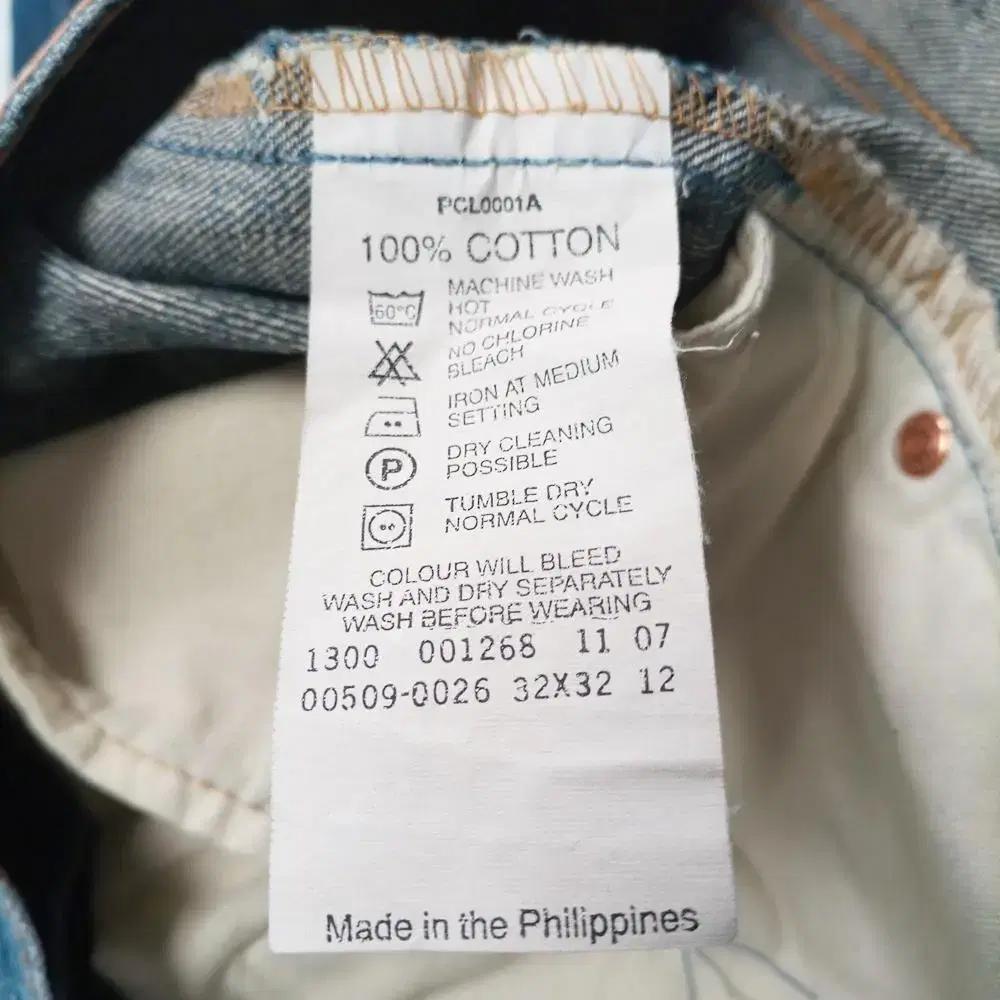 PCL0001A
100% COTTON
60°C
MACHINE WASH
HOT
NORMAL CYCLE
NO CHLORINE
BLEACH
IRON AT MEDIUM
SETTING
P
DRY CLEANING
POSSIBLE
TUMBLE DRY
NORMAL CYCLE
COLOUR WILL BLEED
WASH AND DRY SEPARATELY
WASH BEFORE WEARING
1300 001268 11 07
00509-0026 32X32 12
Made in the Philippines